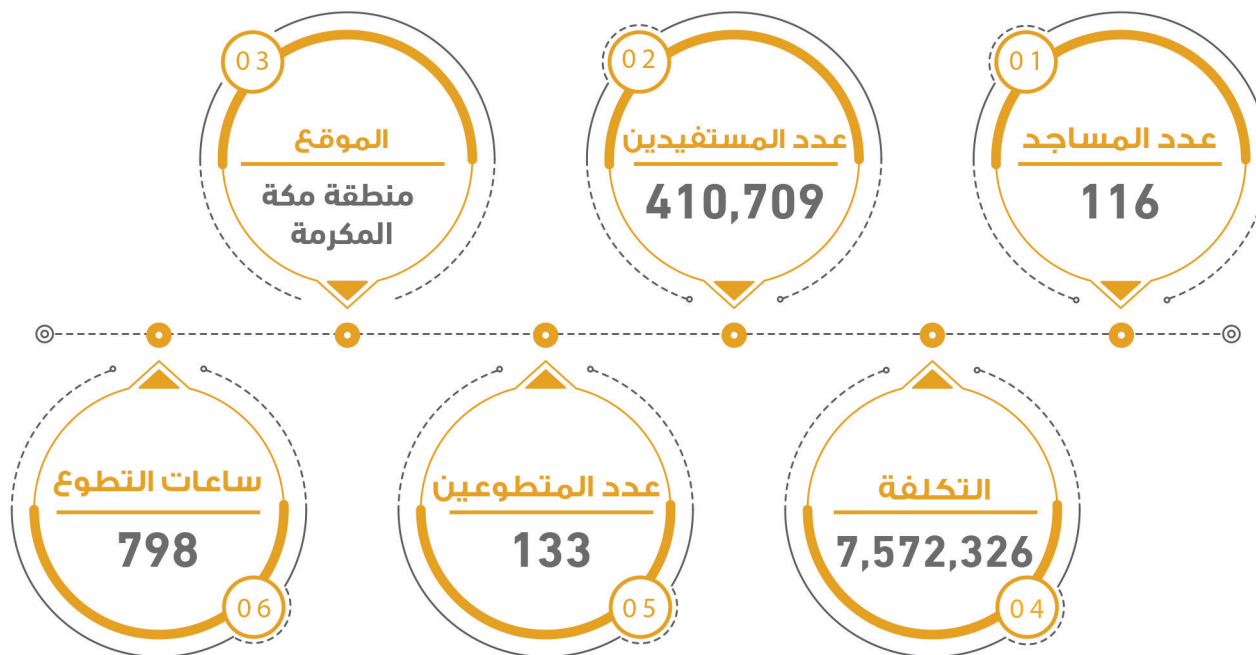 01
عدد المساجد
116
02
عدد المستفيدين
410,709
03
الموقع
منطقة مكة
المكرمة
04
التكلفة
7,572,326
05
عدد المتطوعين
133
06
ساعات التطوع
798